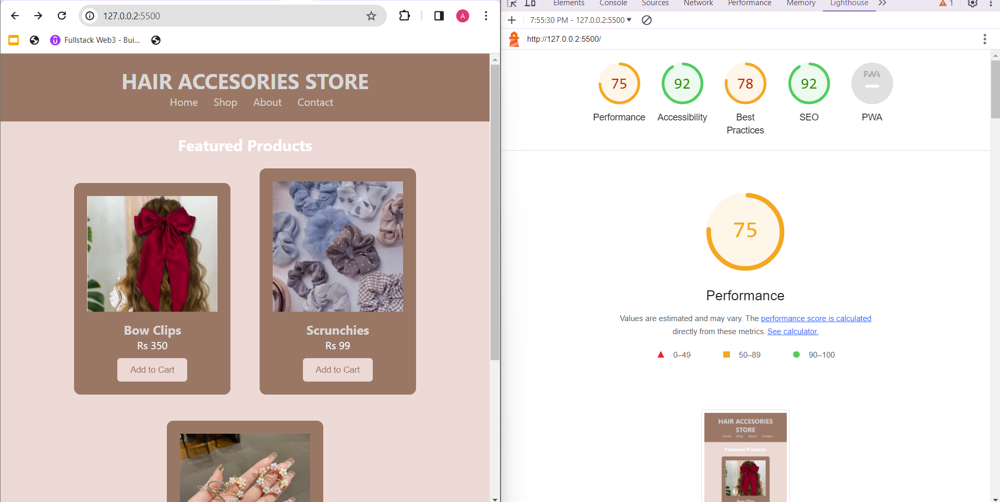 127.0.0.2:5500
A
Fullstack Web3 - Bui...
HAIR ACCESORIES STORE
Home Shop About Contact
Featured Products
Bow Clips
Rs 350
Add to Cart
Scrunchies
Rs 99
Add to Cart
Elements Console Sources Network Performance Memory Lighthouse 1
7:55:30 PM - 127.0.0.2:5500
http://127.0.0.2:5500/
75 92 78 92 PWA
Performance Accessibility Best Practices SEO PWA
75
Performance
Values are estimated and may vary. The performance score is calculated
directly from these metrics. See calculator.
0–49 50–89 90–100
HAIR ACCESORIES
STORE
Home Shop About Contact
Featured Products
Bow Clips